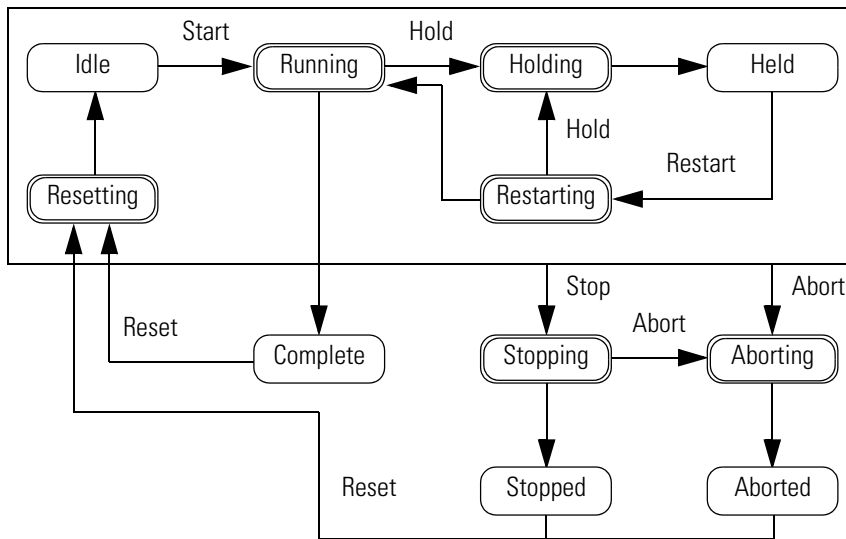 Start
Hold
Idle
Running
Holding
Held
Hold
Restart
Resetting
Restarting
Stop
Abort
Reset
Abort
Complete
Stopping
Aborting
Reset
Stopped
Aborted